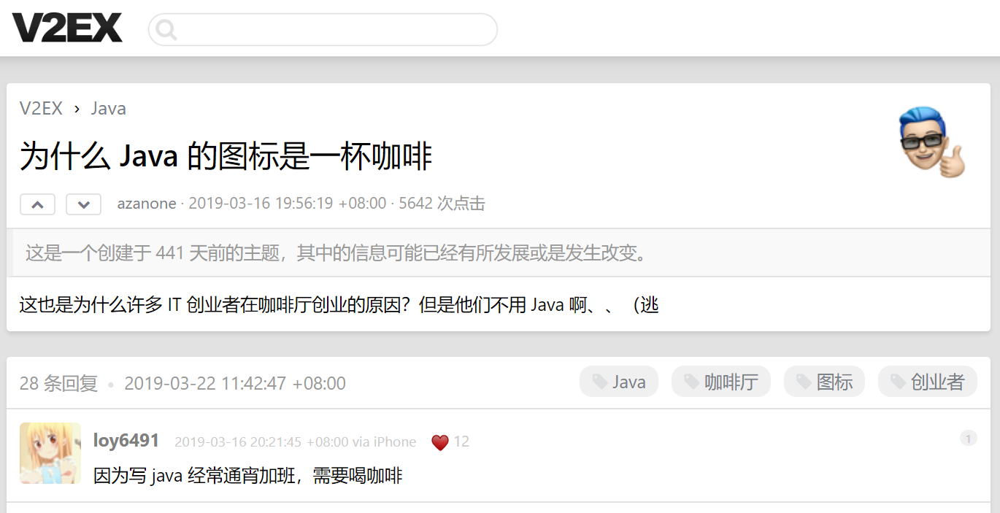 V2EX
V2EX › Java
为什么 Java 的图标是一杯咖啡
azanone · 2019-03-16 19:56:19 +08:00 · 5642 次点击
这是一个创建于 441 天前的主题，其中的信息可能已经有所发展或是发生改变。
这也是为什么许多 IT 创业者在咖啡厅创业的原因？但是他们不用 Java 啊、、（逃
28 条回复 • 2019-03-22 11:42:47 +08:00 Java 咖啡厅 图标 创业者
loy6491 2019-03-16 20:21:45 +08:00 via iPhone ❤️ 12 1
因为写 java 经常通宵加班，需要喝咖啡